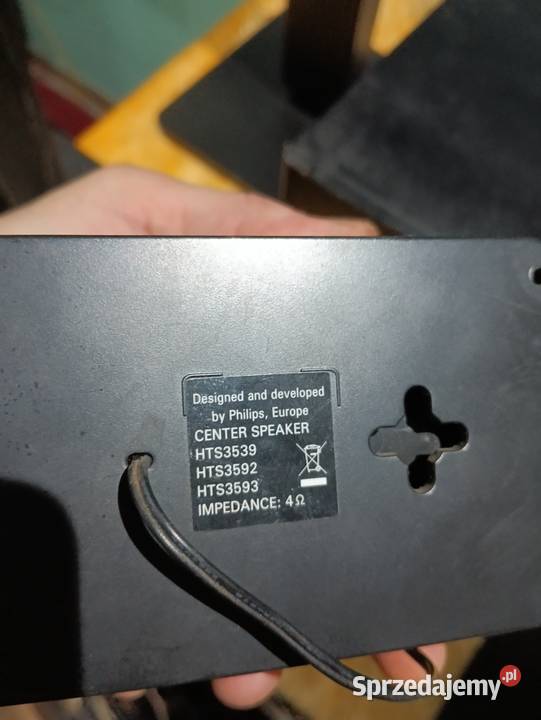 Designed and developed
by Philips, Europe
CENTER SPEAKER
HTS3539
HTS3592
HTS3593
IMPEDANCE: 4Ω
Sprzedajemy.pl